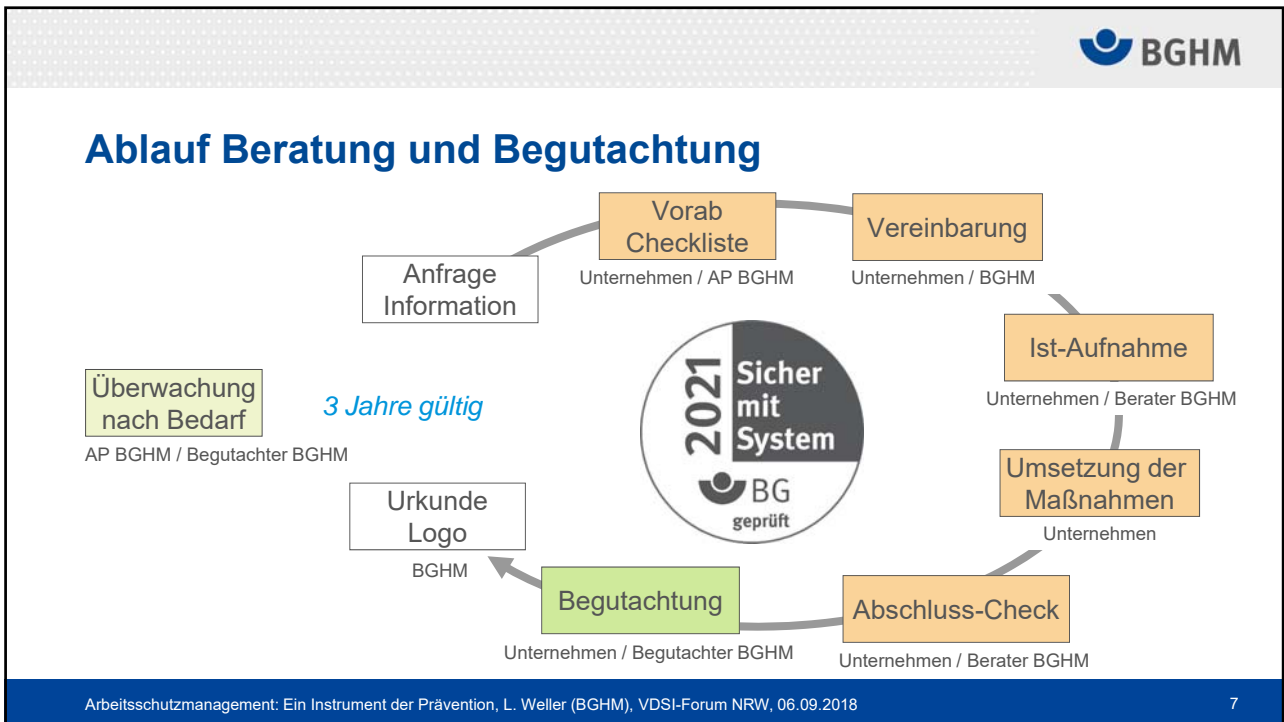 BGHM
Ablauf Beratung und Begutachtung
Anfrage
Information
Vorab
Checkliste
Unternehmen / AP BGHM
Vereinbarung
Unternehmen / BGHM
Ist-Aufnahme
Unternehmen / Berater BGHM
Umsetzung der
Maßnahmen
Unternehmen
Abschluss-Check
Unternehmen / Berater BGHM
Begutachtung
Unternehmen / Begutachter BGHM
Urkunde
Logo
BGHM
Überwachung
nach Bedarf
AP BGHM / Begutachter BGHM
3 Jahre gültig
2021
Sicher
mit
System
BG
geprüft
Arbeitsschutzmanagement: Ein Instrument der Prävention, L. Weller (BGHM), VDSI-Forum NRW, 06.09.2018
7